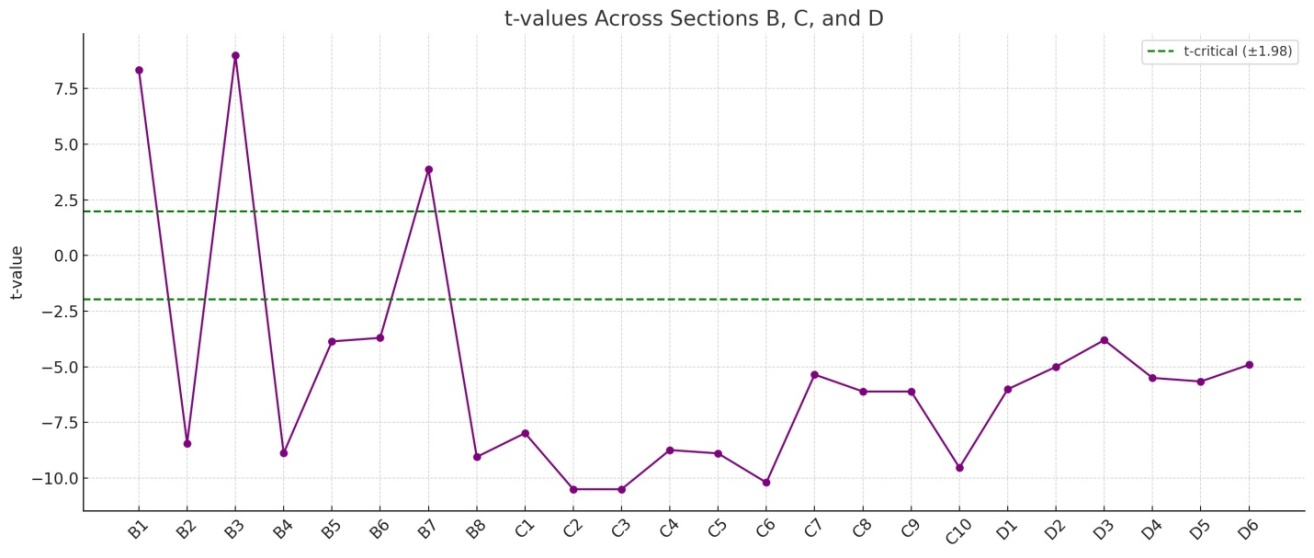 t-values Across Sections B, C, and D
t-critical (±1.98)
t-value
7.5
5.0
2.5
0.0
−2.5
−5.0
−7.5
−10.0
B1 B2 B3 B4 B5 B6 B7 B8 C1 C2 C3 C4 C5 C6 C7 C8 C9 C10 D1 D2 D3 D4 D5 D6